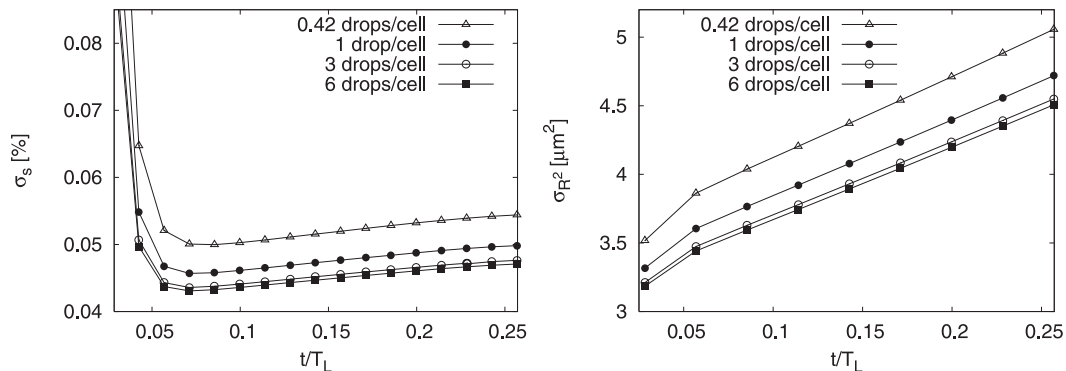 0.08
0.07
0.06
0.05
0.04
σs [%]
0.42 drops/cell
1 drop/cell
3 drops/cell
6 drops/cell
0.05 0.1 0.15 0.2 0.25
t/TL
5
4.5
4
3.5
3
σR2 [μm2]
0.42 drops/cell
1 drops/cell
3 drops/cell
6 drops/cell
0.05 0.1 0.15 0.2 0.25
t/TL